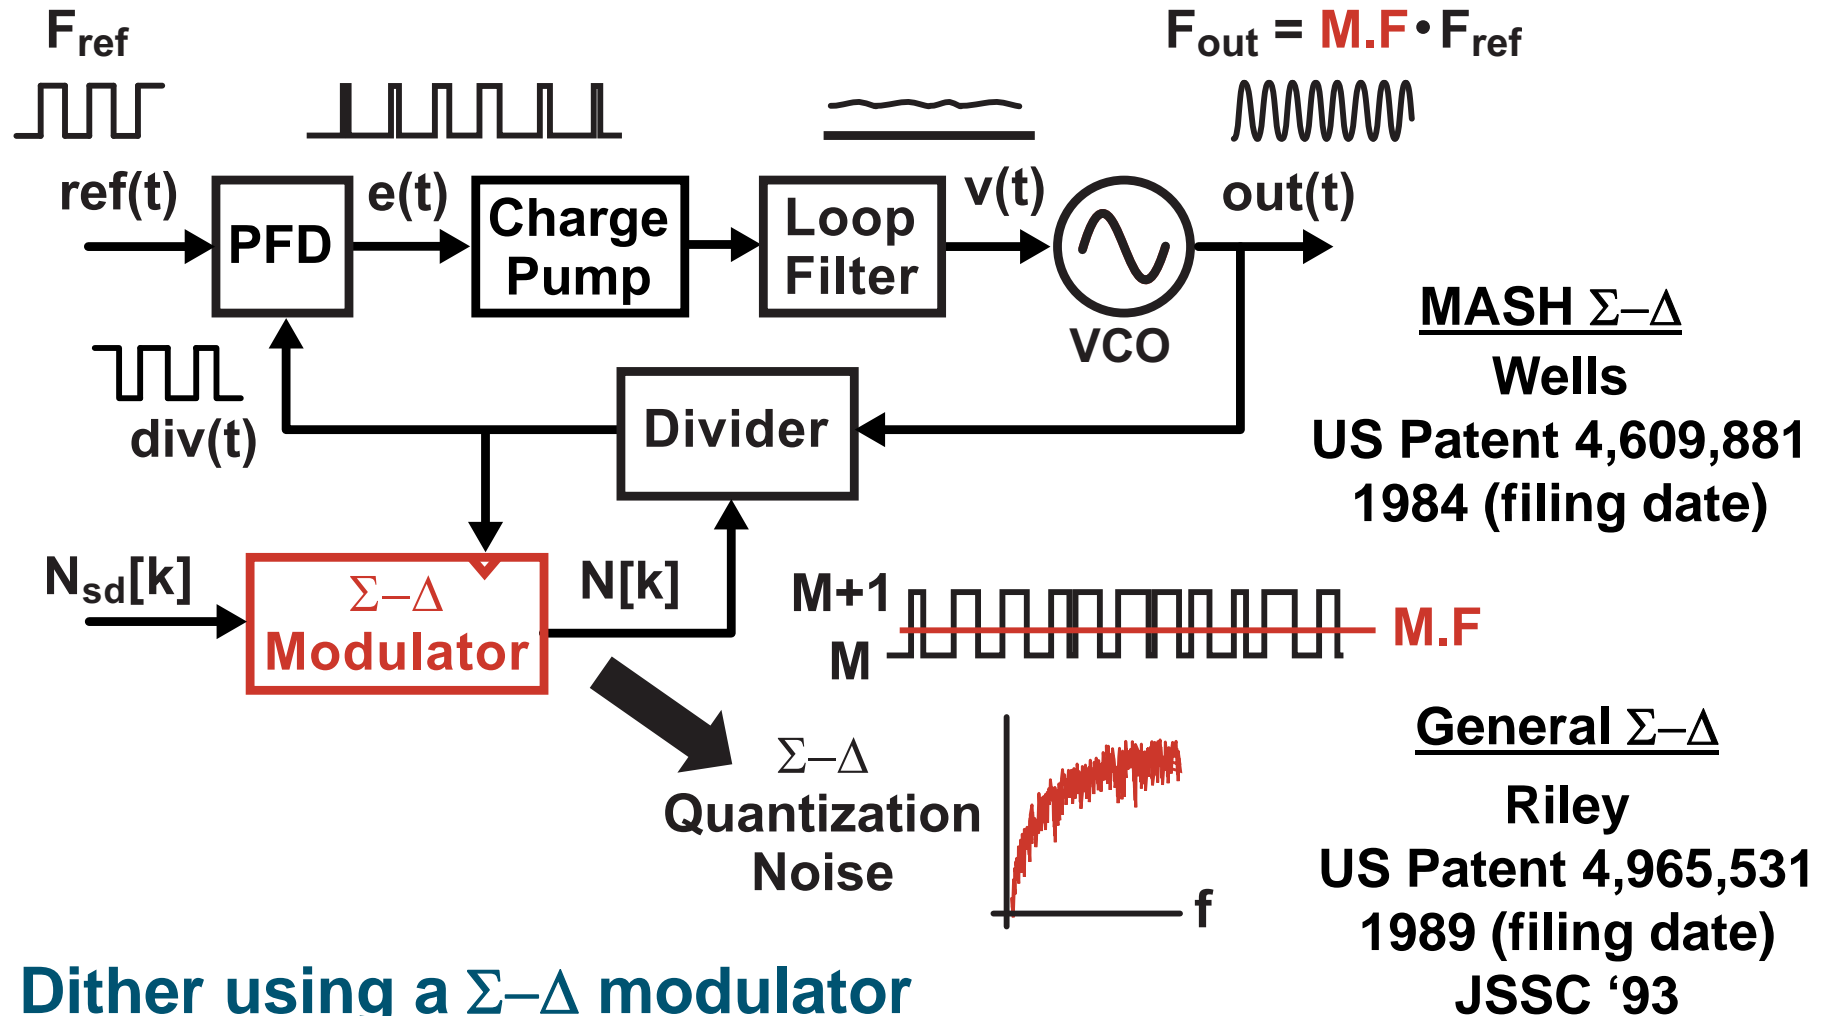 Fref
Fout = M.F • Fref
ref(t)
PFD
e(t)
Charge
Pump
Loop
Filter
v(t)
VCO
out(t)
div(t)
Divider
MASH Σ–Δ
Wells
US Patent 4,609,881
1984 (filing date)
Nsd[k]
Σ–Δ
Modulator
N[k]
M+1
M
M.F
Σ–Δ
Quantization
Noise
f
General Σ–Δ
Riley
US Patent 4,965,531
1989 (filing date)
JSSC ‘93
Dither using a Σ–Δ modulator